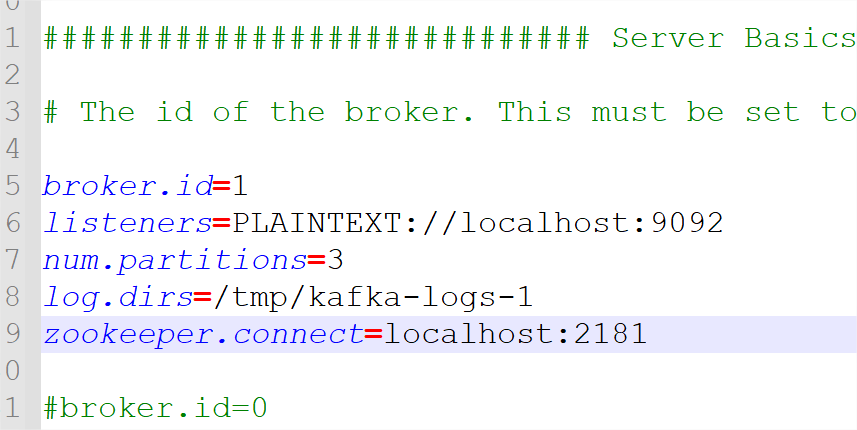 0
1 ############################# Server Basics
2
3 # The id of the broker. This must be set to
4
5 broker.id=1
6 listeners=PLAINTEXT://localhost:9092
7 num.partitions=3
8 log.dirs=/tmp/kafka-logs-1
9 zookeeper.connect=localhost:2181
0
1 #broker.id=0